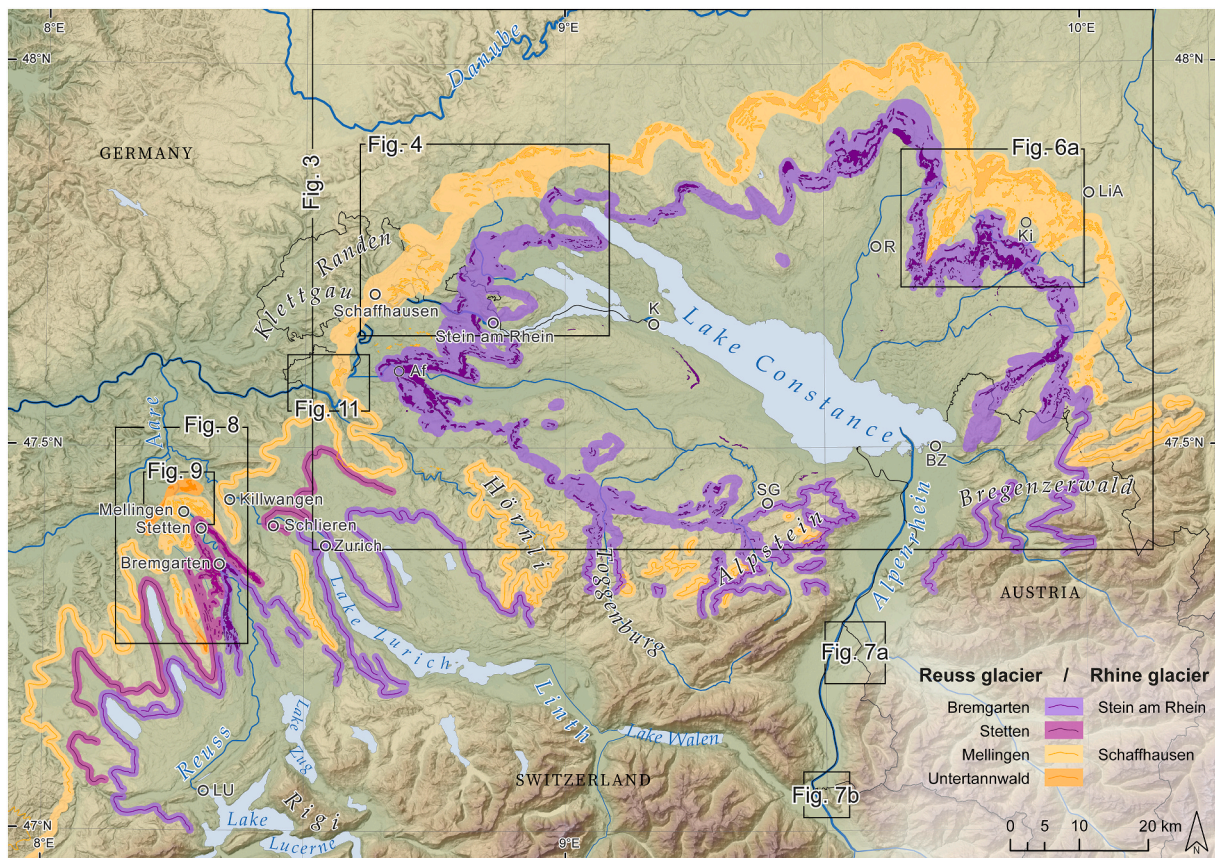 8°E
9°E
10°E
48°N
48°N
Danube
GERMANY
Fig. 3
Fig. 4
Fig. 6a
LiA
Ki
R
Randen
Klettgau
Schaffhausen
Stein am Rhein
K
Lake Constance
Af
Fig. 11
Aare
Fig. 8
47.5°N
47.5°N
Fig. 9
BZ
Mellingen
Killwangen
Stetten
Schlieren
Bremgarten
Zurich
Hörnli
SG
Bregenzerwald
Toggenburg
Alpstein
Alpenrhein
AUSTRIA
Lake Zurich
Fig. 7a
Linth
Lake Walen
Lake Zug
Reuss
SWITZERLAND
Fig. 7b
LU
Rigi
Lake
Lucerne
47°N
8°E
9°E
Reuss glacier / Rhine glacier
Bremgarten Stein am Rhein
Stetten
Mellingen Schaffhausen
Untertannwald
0 5 10 20 km
N